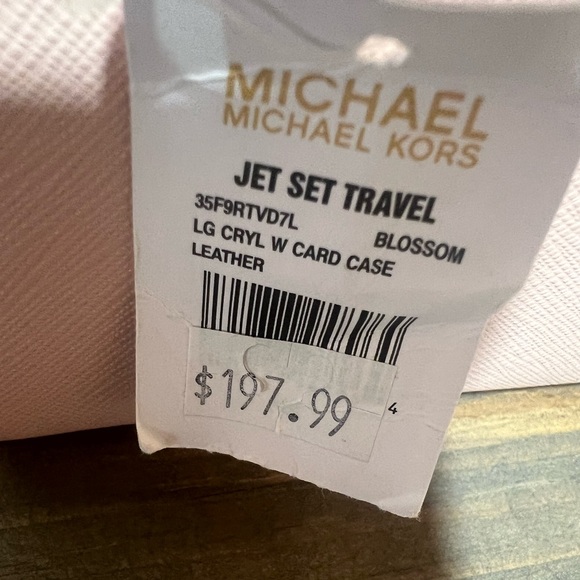 MICHAEL
MICHAEL KORS
JET SET TRAVEL
35F9RTVD7L BLOSSOM
LG CRYL W CARD CASE
LEATHER
$197.99
4